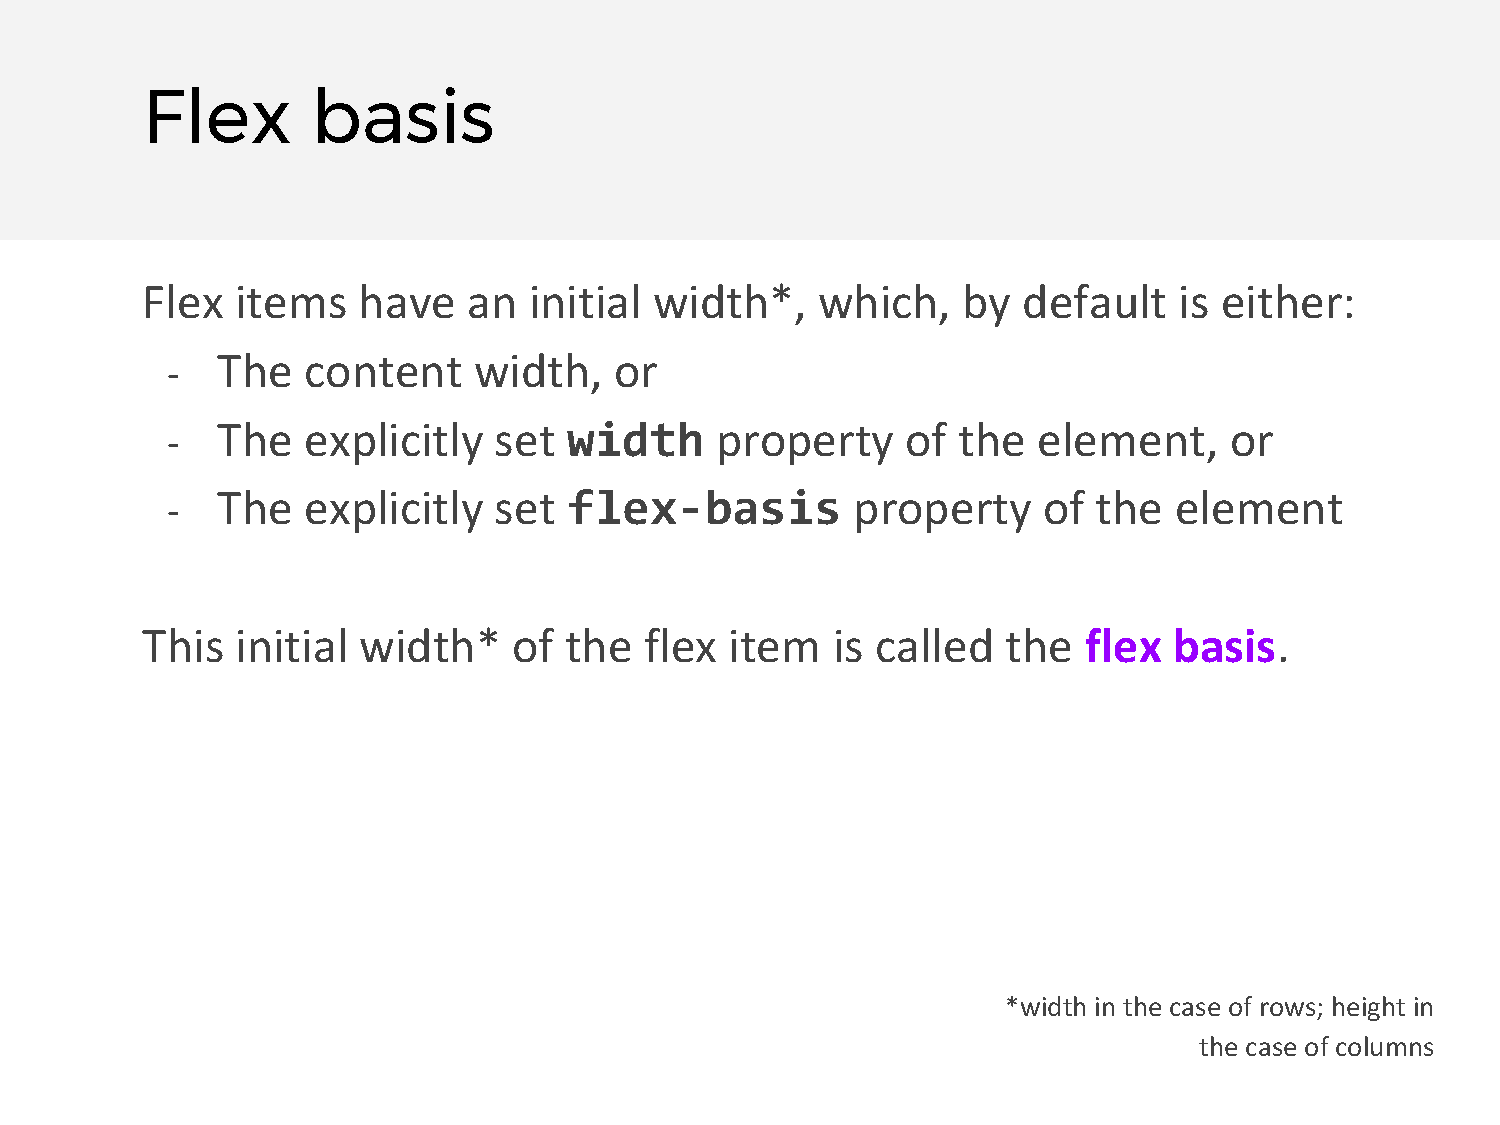 Flex basis
Flex items have an initial width*, which, by default is either:
- The content width, or
- The explicitly set width property of the element, or
- The explicitly set flex-basis property of the element
This initial width* of the flex item is called the flex basis.
*width in the case of rows; height in
the case of columns